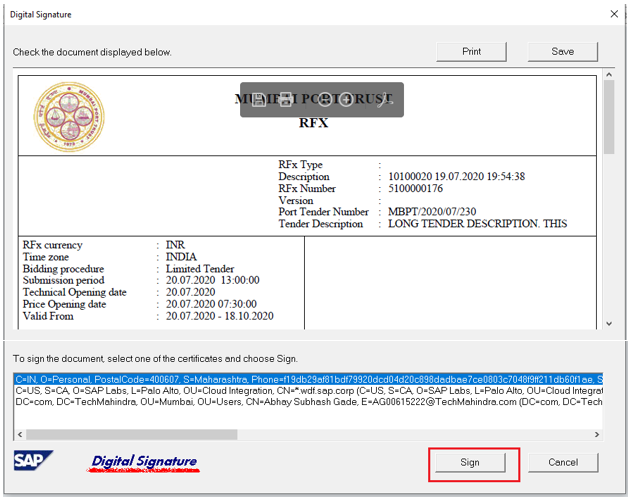 Digital Signature
Check the document displayed below.
Print
Save
MUMBAI PORT TRUST
RFX
RFx Type :
Description : 10100020 19.07.2020 19:54:38
RFx Number : 5100000176
Version :
Port Tender Number : MBPT/2020/07/230
Tender Description : LONG TENDER DESCRIPTION. THIS
RFx currency : INR
Time zone : INDIA
Bidding procedure : Limited Tender
Submission period : 20.07.2020 13:00:00
Technical Opening date : 20.07.2020
Price Opening date : 20.07.2020 07:30:00
Valid From : 20.07.2020 - 18.10.2020
To sign the document, select one of the certificates and choose Sign.
C=IN, O=Personal, PostalCode=400607, S=Maharashtra, Phone=f19db29af81bdf79920dcd04d20c898dadbae7ce0803c7048f9ff211db60f1ae, S
C=US, S=CA, O=SAP Labs, L=Palo Alto, OU=Cloud Integration, CN=*.wdf.sap.corp (C=US, S=CA, O=SAP Labs, L=Palo Alto, OU=Cloud Integrat
DC=com, DC=TechMahindra, OU=Mumbai, OU=Users, CN=Abhay Subhash Gade, E=AG00615222@TechMahindra.com (DC=com, DC=Tech
SAP
Digital Signature
Sign
Cancel